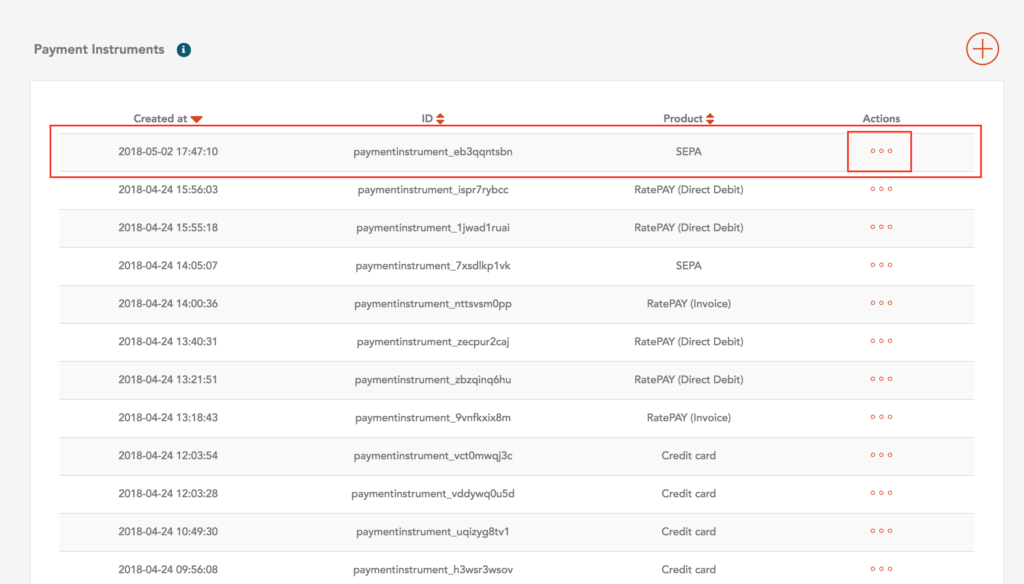 Payment Instruments i
Created at ID Product Actions
2018-05-02 17:47:10 paymentinstrument_eb3qqntsbn SEPA
2018-04-24 15:56:03 paymentinstrument_ispr7rybcc RatePAY (Direct Debit)
2018-04-24 15:55:18 paymentinstrument_1jwad1ruai RatePAY (Direct Debit)
2018-04-24 14:05:07 paymentinstrument_7xsdlkp1vk SEPA
2018-04-24 14:00:36 paymentinstrument_nttsvsm0pp RatePAY (Invoice)
2018-04-24 13:40:31 paymentinstrument_zecpur2caj RatePAY (Direct Debit)
2018-04-24 13:21:51 paymentinstrument_zbzqinq6hu RatePAY (Direct Debit)
2018-04-24 13:18:43 paymentinstrument_9vnfkxix8m RatePAY (Invoice)
2018-04-24 12:03:54 paymentinstrument_vct0mwqj3c Credit card
2018-04-24 12:03:28 paymentinstrument_vddywq0u5d Credit card
2018-04-24 10:49:30 paymentinstrument_uqizyg8tv1 Credit card
2018-04-24 09:56:08 paymentinstrument_h3wsr3wsov Credit card